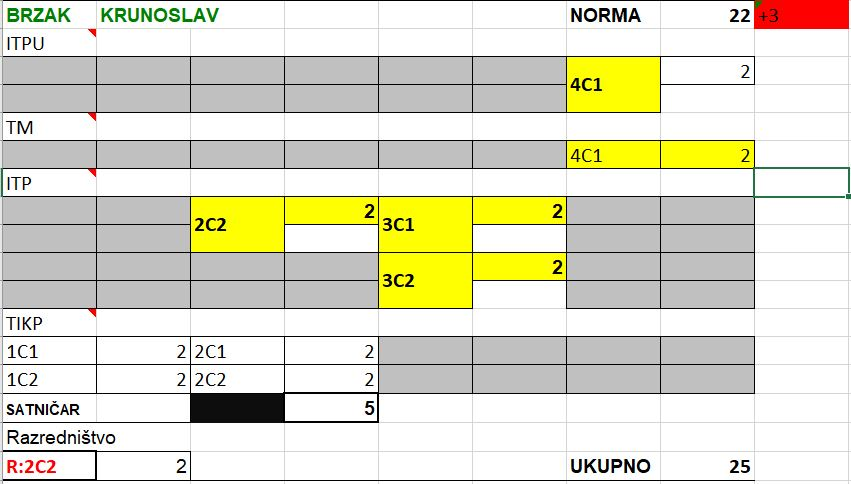 BRZAK KRUNOSLAV NORMA 22 +3
ITPU
4C1 2
TM
4C1 2
ITP
2C2 2 3C1 2
3C2 2
TIKP
1C1 2 2C1 2
1C2 2 2C2 2
SATNIČAR 5
Razredništvo
R:2C2 2 UKUPNO 25